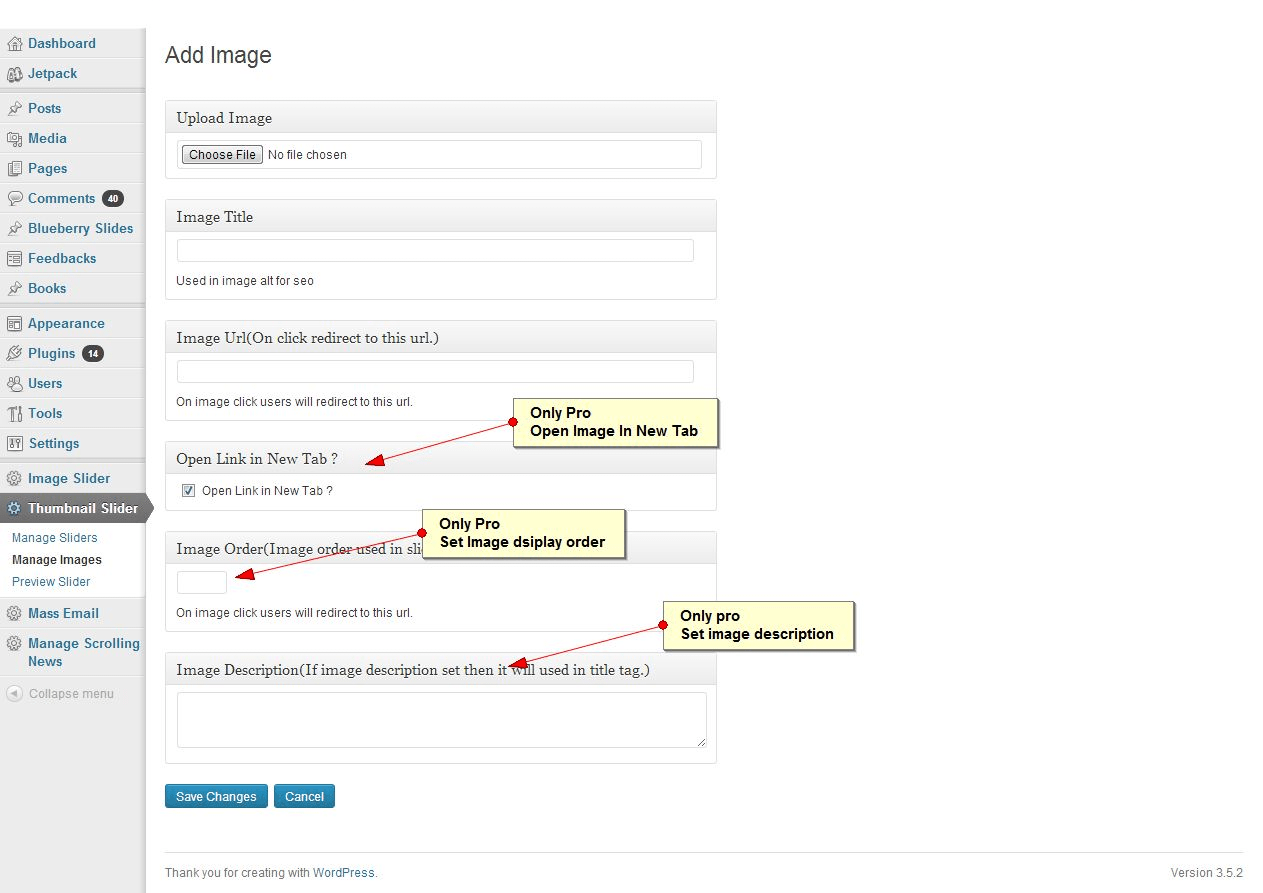 Dashboard
Jetpack
Posts
Media
Pages
Comments 40
Blueberry Slides
Feedbacks
Books
Appearance
Plugins 14
Users
Tools
Settings
Image Slider
Thumbnail Slider
Manage Sliders
Manage Images
Preview Slider
Mass Email
Manage Scrolling
News
Collapse menu
Add Image
Upload Image
Choose File No file chosen
Image Title
Used in image alt for seo
Image Url(On click redirect to this url.)
On image click users will redirect to this url.
Only Pro
Open Image In New Tab
Open Link in New Tab ?
Open Link in New Tab ?
Only Pro
Set Image dsiplay order
Image Order(Image order used in sli
On image click users will redirect to this url.
Only pro
Set image description
Image Description(If image description set then it will used in title tag.)
Save Changes Cancel
Thank you for creating with WordPress. Version 3.5.2